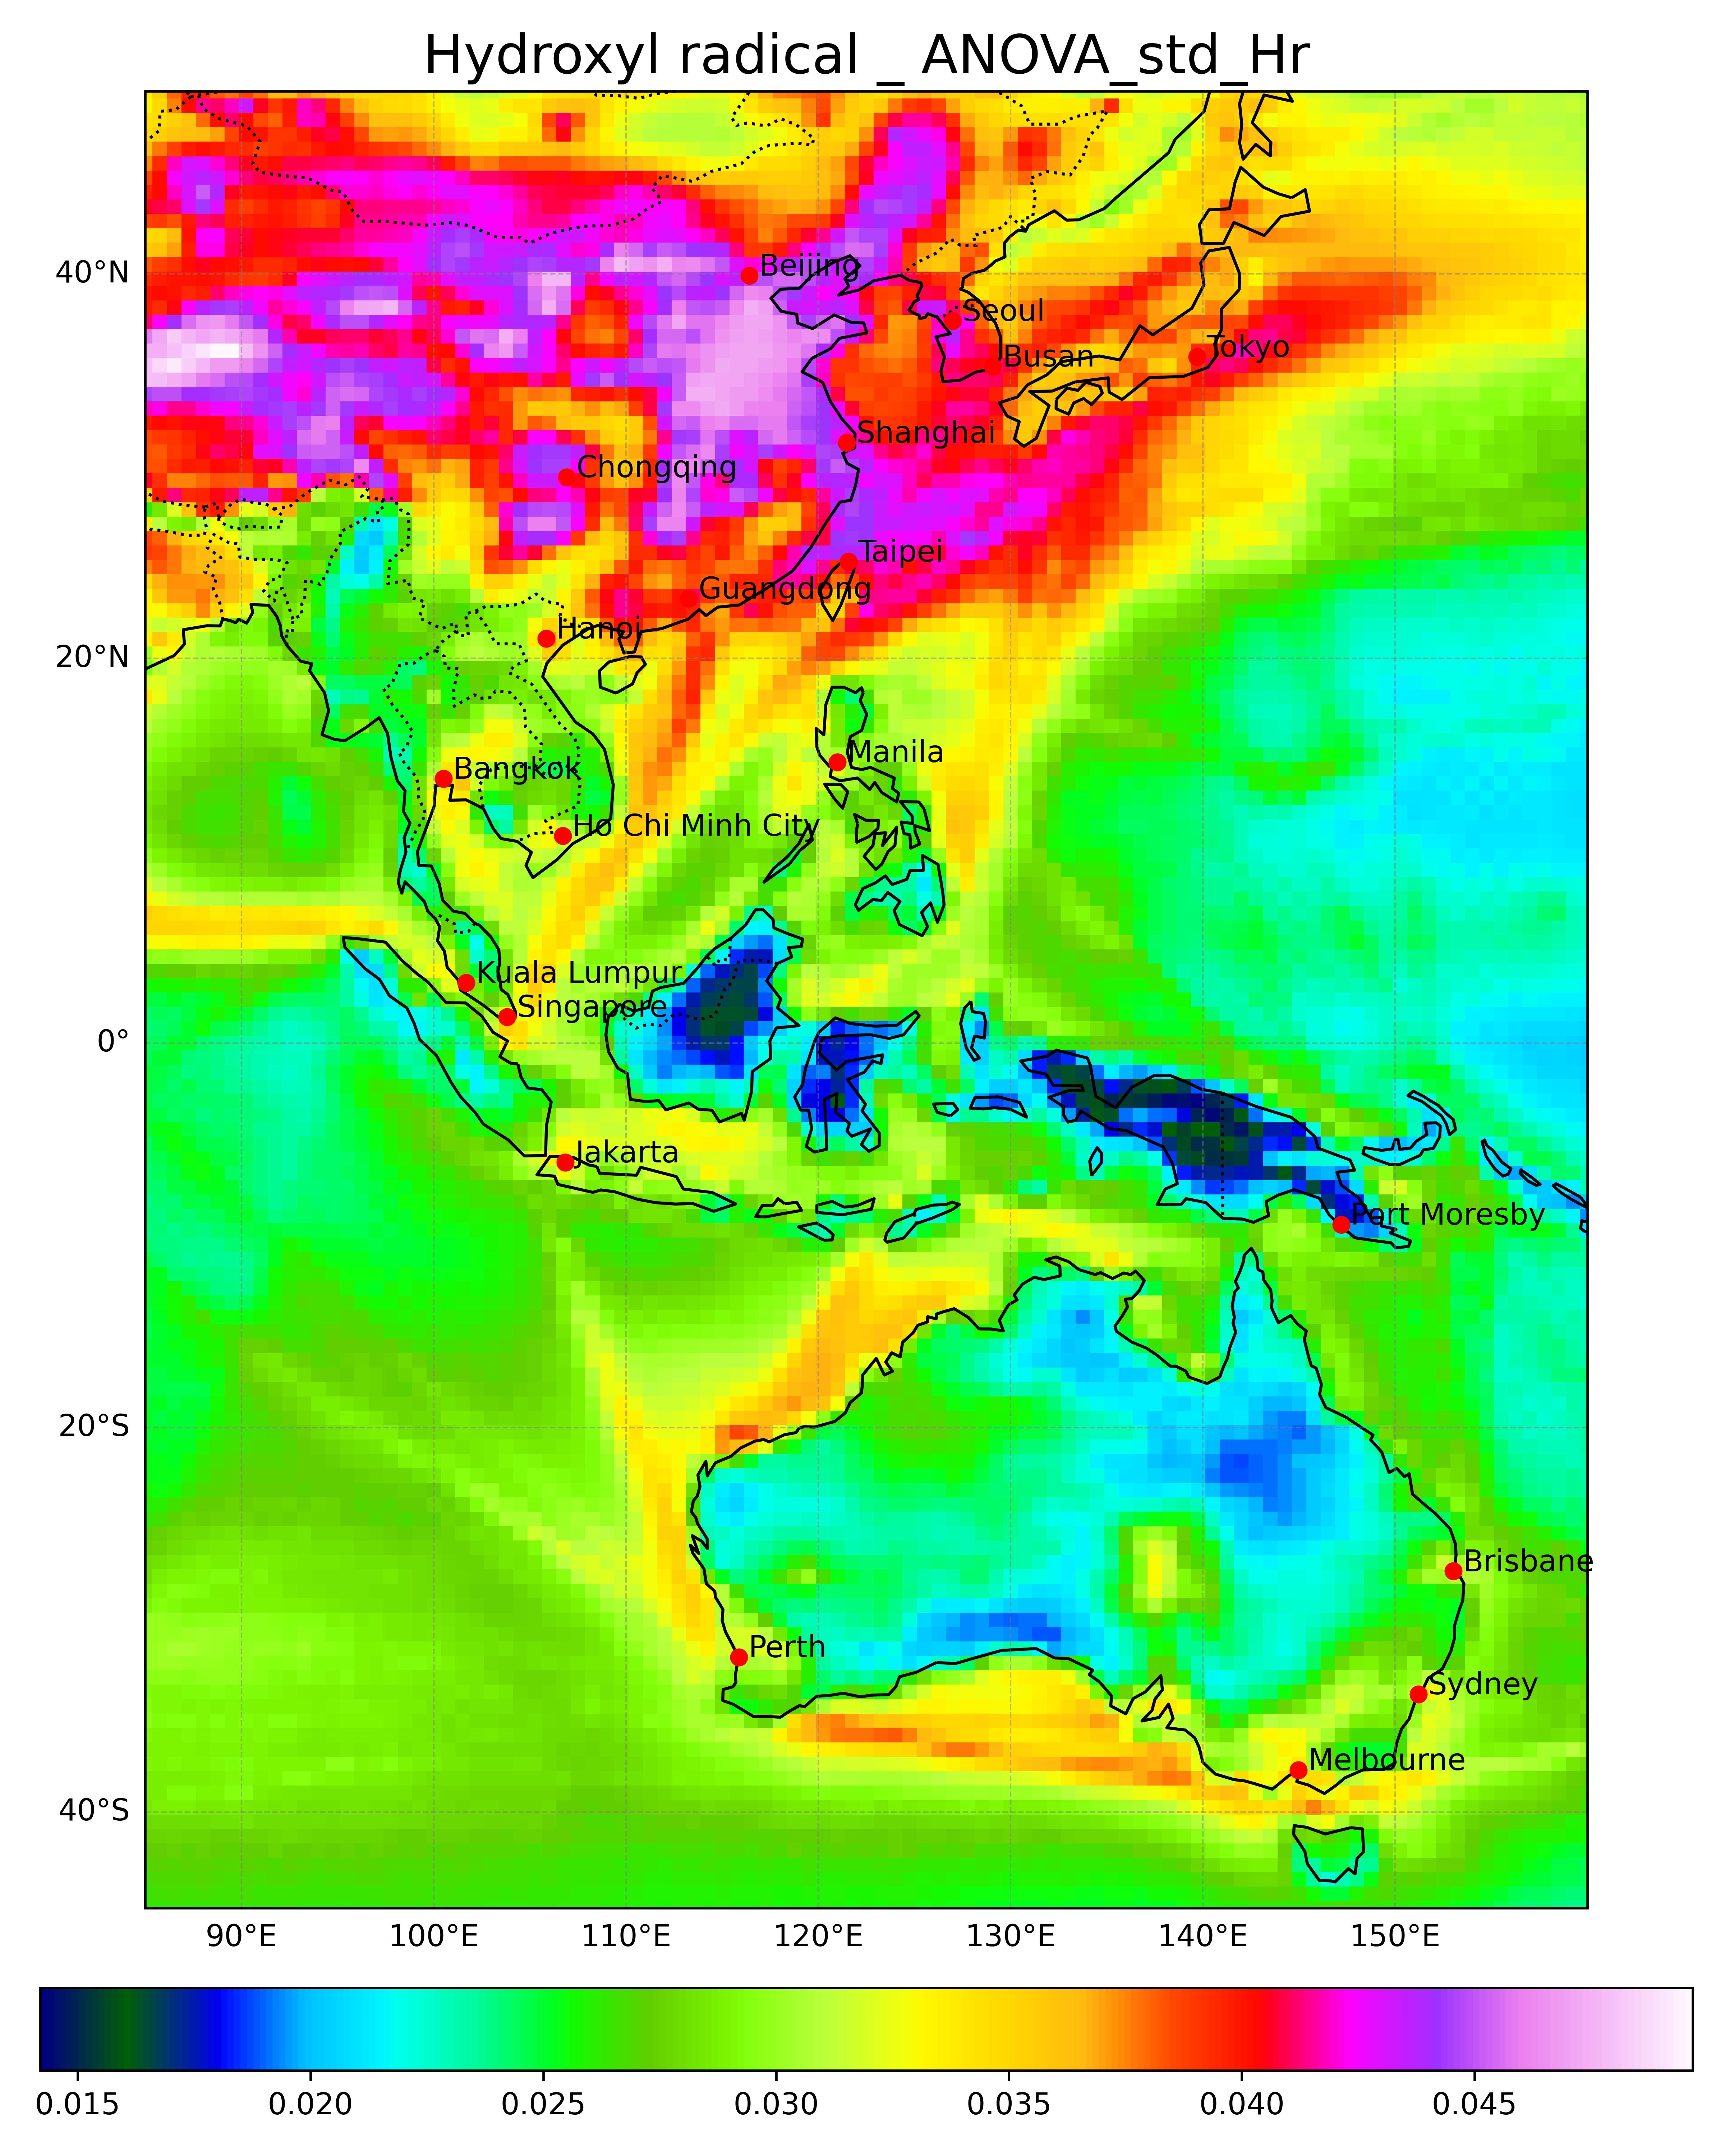 Hydroxyl radical _ ANOVA_std_Hr
40°N
Beijing
Seoul
Busan
Tokyo
Shanghai
Chongqing
Taipei
Guangdong
Hanoi
20°N
Manila
Bangkok
Ho Chi Minh City
Kuala Lumpur
Singapore
0°
Jakarta
Port Moresby
20°S
Brisbane
Perth
Sydney
Melbourne
40°S
90°E 100°E 110°E 120°E 130°E 140°E 150°E
0.015 0.020 0.025 0.030 0.035 0.040 0.045